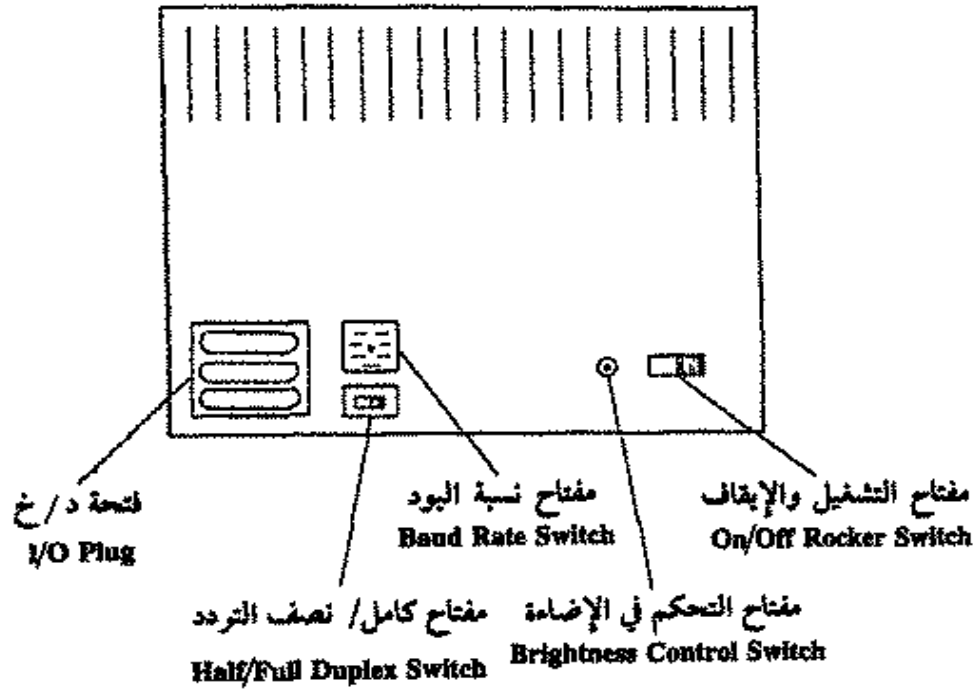 فتحة د / خ
I/O Plug
مفتاح نسبة البود
Baud Rate Switch
مفتاح التشغيل والإيقاف
On/Off Rocker Switch
مفتاح كامل / نصف التردد
Half/Full Duplex Switch
مفتاح التحكم في الإضاءة
Brightness Control Switch